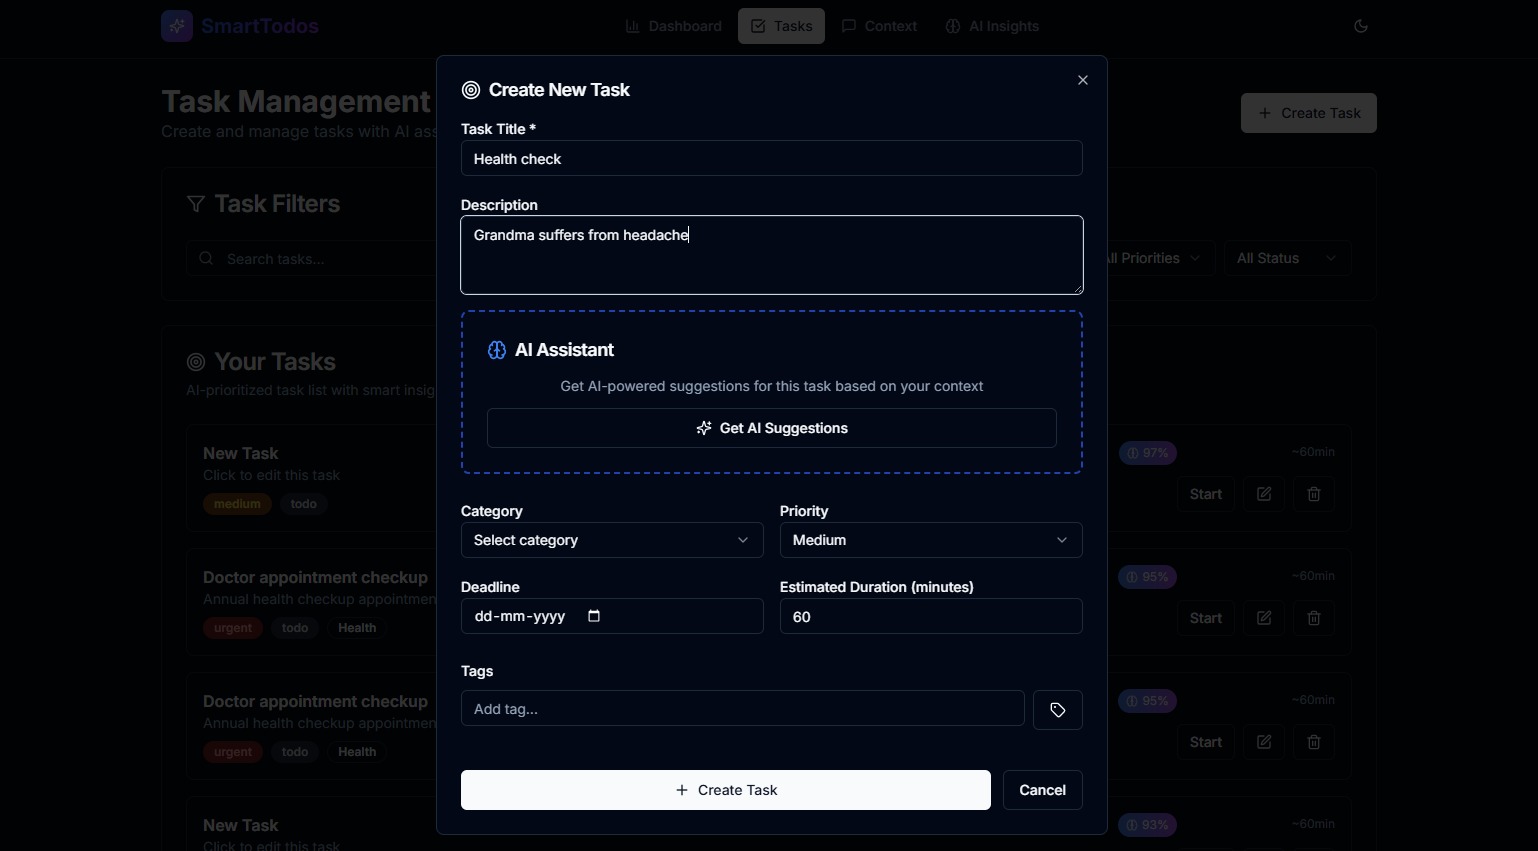 SmartTodos
Dashboard
Tasks
Context
AI Insights
Task Management
Create and manage tasks with AI ass
Create Task
Task Filters
Search tasks...
All Priorities
All Status
Your Tasks
AI-prioritized task list with smart insig
New Task
Click to edit this task
medium
todo
97%
~60min
Start
Doctor appointment checkup
Annual health checkup appointmen
urgent
todo
Health
95%
~60min
Start
Doctor appointment checkup
Annual health checkup appointmen
urgent
todo
Health
95%
~60min
Start
New Task
Click to edit this task
93%
~60min
Create New Task
Task Title *
Health check
Description
Grandma suffers from headache
AI Assistant
Get AI-powered suggestions for this task based on your context
Get AI Suggestions
Category
Select category
Priority
Medium
Deadline
dd-mm-yyyy
Estimated Duration (minutes)
60
Tags
Add tag...
Create Task
Cancel